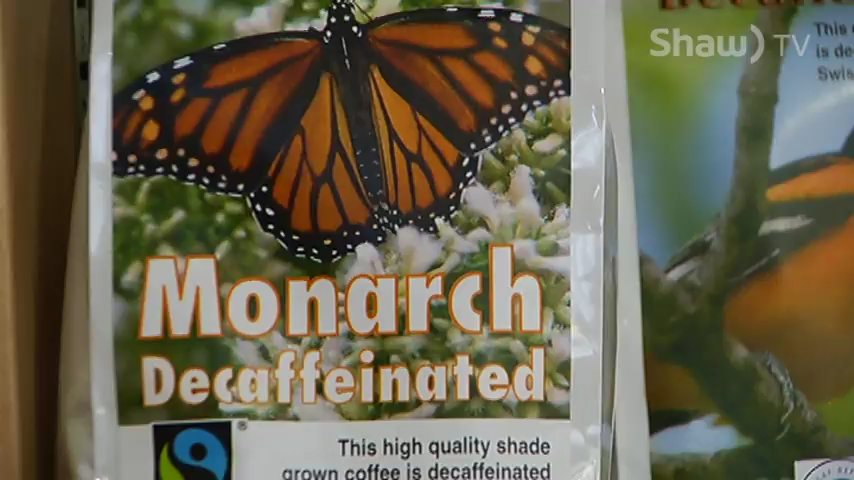 Shaw) TV
Monarch
Decaffeinated
®
This high quality shade
grown coffee is decaffeinated
This
is de
Swis